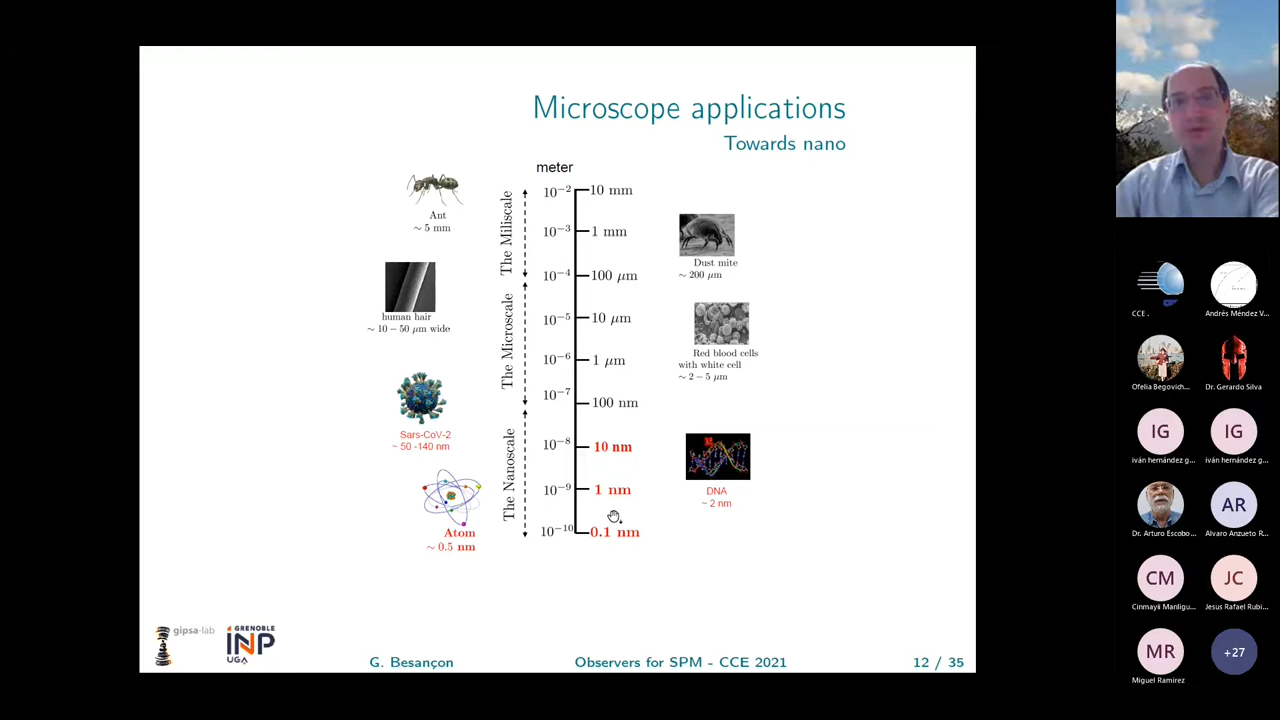 Microscope applications
Towards nano
meter
Ant
~ 5 mm
human hair
~ 10 − 50 μm wide
Sars-CoV-2
~ 50 -140 nm
Atom
~ 0.5 nm
The Miliscale
The Microscale
The Nanoscale
10−2 10 mm
10−3 1 mm
10−4 100 μm
10−5 10 μm
10−6 1 μm
10−7 100 nm
10−8 10 nm
10−9 1 nm
10−10 0.1 nm
Dust mite
~ 200 μm
Red blood cells
with white cell
~ 2 − 5 μm
DNA
~ 2 nm
gipsa-lab
GRENOBLE
INP
UGA
G. Besançon
Observers for SPM - CCE 2021
12 / 35
CCE .
Andrés Méndez V...
Ofelia Begovich...
Dr. Gerardo Silva
IG
IG
iván hernández g...
iván hernández g...
AR
Dr. Arturo Escobo...
Alvaro Anzueto R...
CM
JC
Cinmayii Manligu...
Jesus Rafael Rubi...
MR
+27
Miguel Ramirez